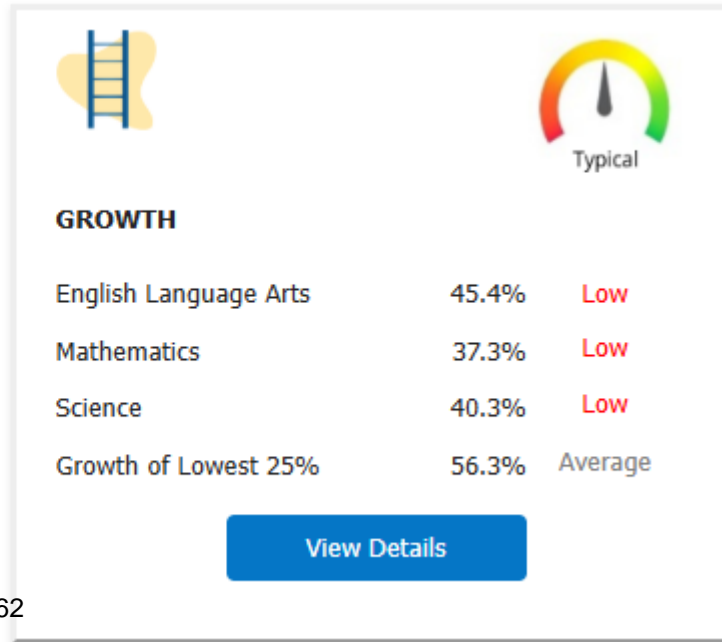 Typical
GROWTH
English Language Arts 45.4% Low
Mathematics 37.3% Low
Science 40.3% Low
Growth of Lowest 25% 56.3% Average
View Details
62